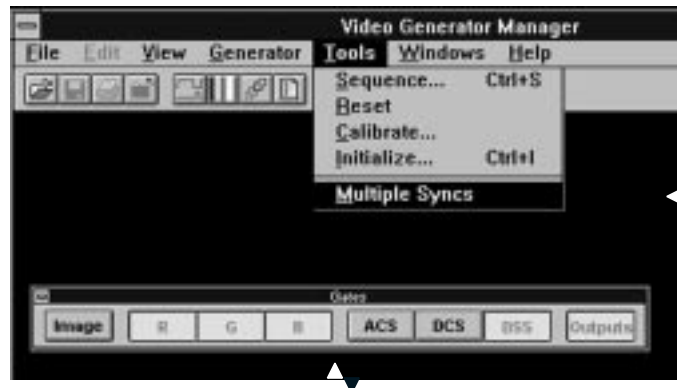 Video Generator Manager
File Edit View Generator Tools Windows Help
Sequence... Ctrl+S
Reset
Calibrate...
Initialize... Ctrl+I
Multiple Syncs
Gates
Image R G B ACS DCS DSS Outputs